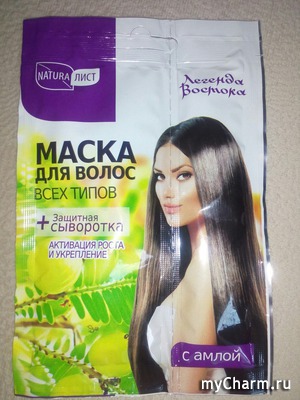 NATURA ЛИСТ
Легенда
Востока
МАСКА
ДЛЯ ВОЛОС
ВСЕХ ТИПОВ
+ Защитная
сыворотка
АКТИВАЦИЯ РОСТА
И УКРЕПЛЕНИЕ
с амлой
myCharm.ru